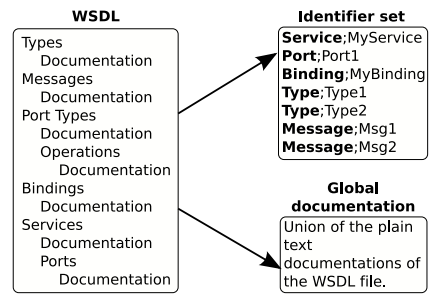 WSDL
Types
Documentation
Messages
Documentation
Port Types
Documentation
Operations
Documentation
Bindings
Documentation
Services
Documentation
Ports
Documentation
Identifier set
Service;MyService
Port;Port1
Binding;MyBinding
Type;Type1
Type;Type2
Message;Msg1
Message;Msg2
Global
documentation
Union of the plain
text
documentations of
the WSDL file.